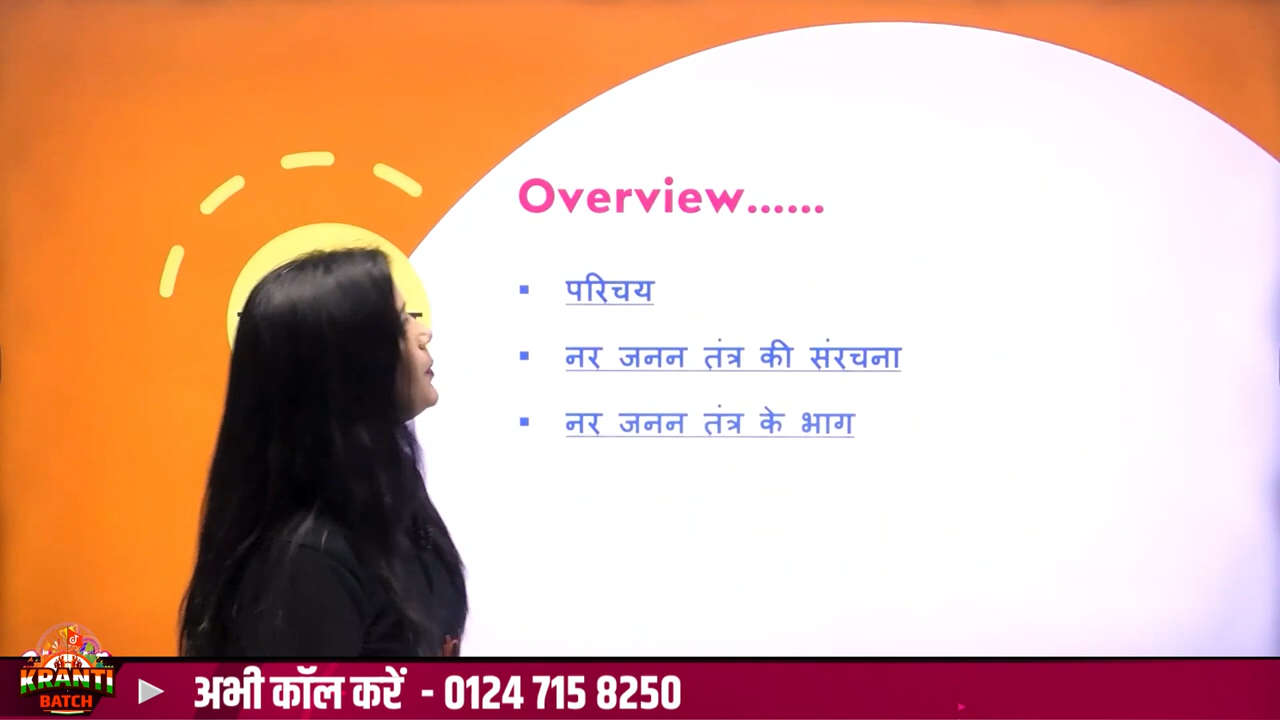 Overview......
▪ परिचय
▪ नर जनन तंत्र की संरचना
▪ नर जनन तंत्र के भाग
KRANTI
BATCH
अभी कॉल करें - 0124 715 8250